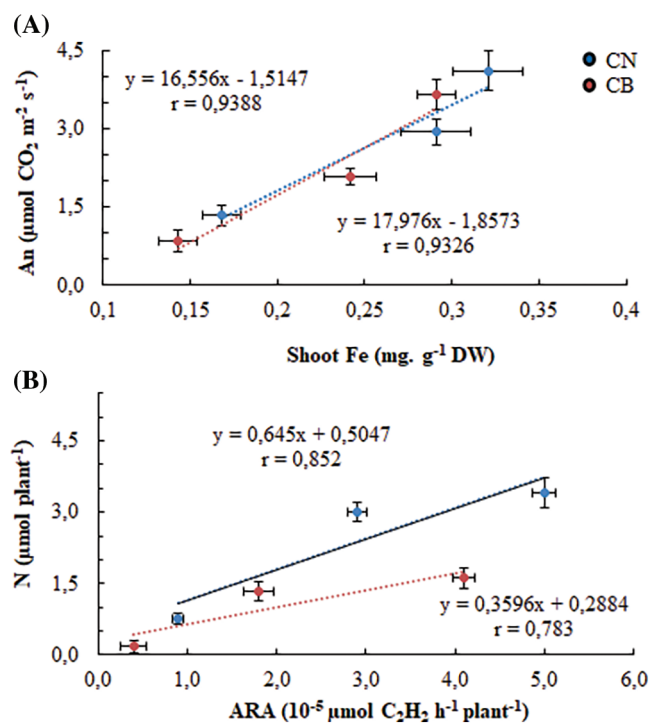 (A)
4,5
3,0
1,5
0,0
An (µmol CO₂ m⁻² s⁻¹)
y = 16,556x - 1,5147
r = 0,9388
CN
CB
y = 17,976x - 1,8573
r = 0,9326
0,1 0,15 0,2 0,25 0,3 0,35 0,4
Shoot Fe (mg. g⁻¹ DW)
(B)
4,5
3,0
1,5
0,0
N (µmol plant⁻¹)
y = 0,645x + 0,5047
r = 0,852
y = 0,3596x + 0,2884
r = 0,783
0,0 1,0 2,0 3,0 4,0 5,0 6,0
ARA (10⁻⁵ µmol C₂H₂ h⁻¹ plant⁻¹)